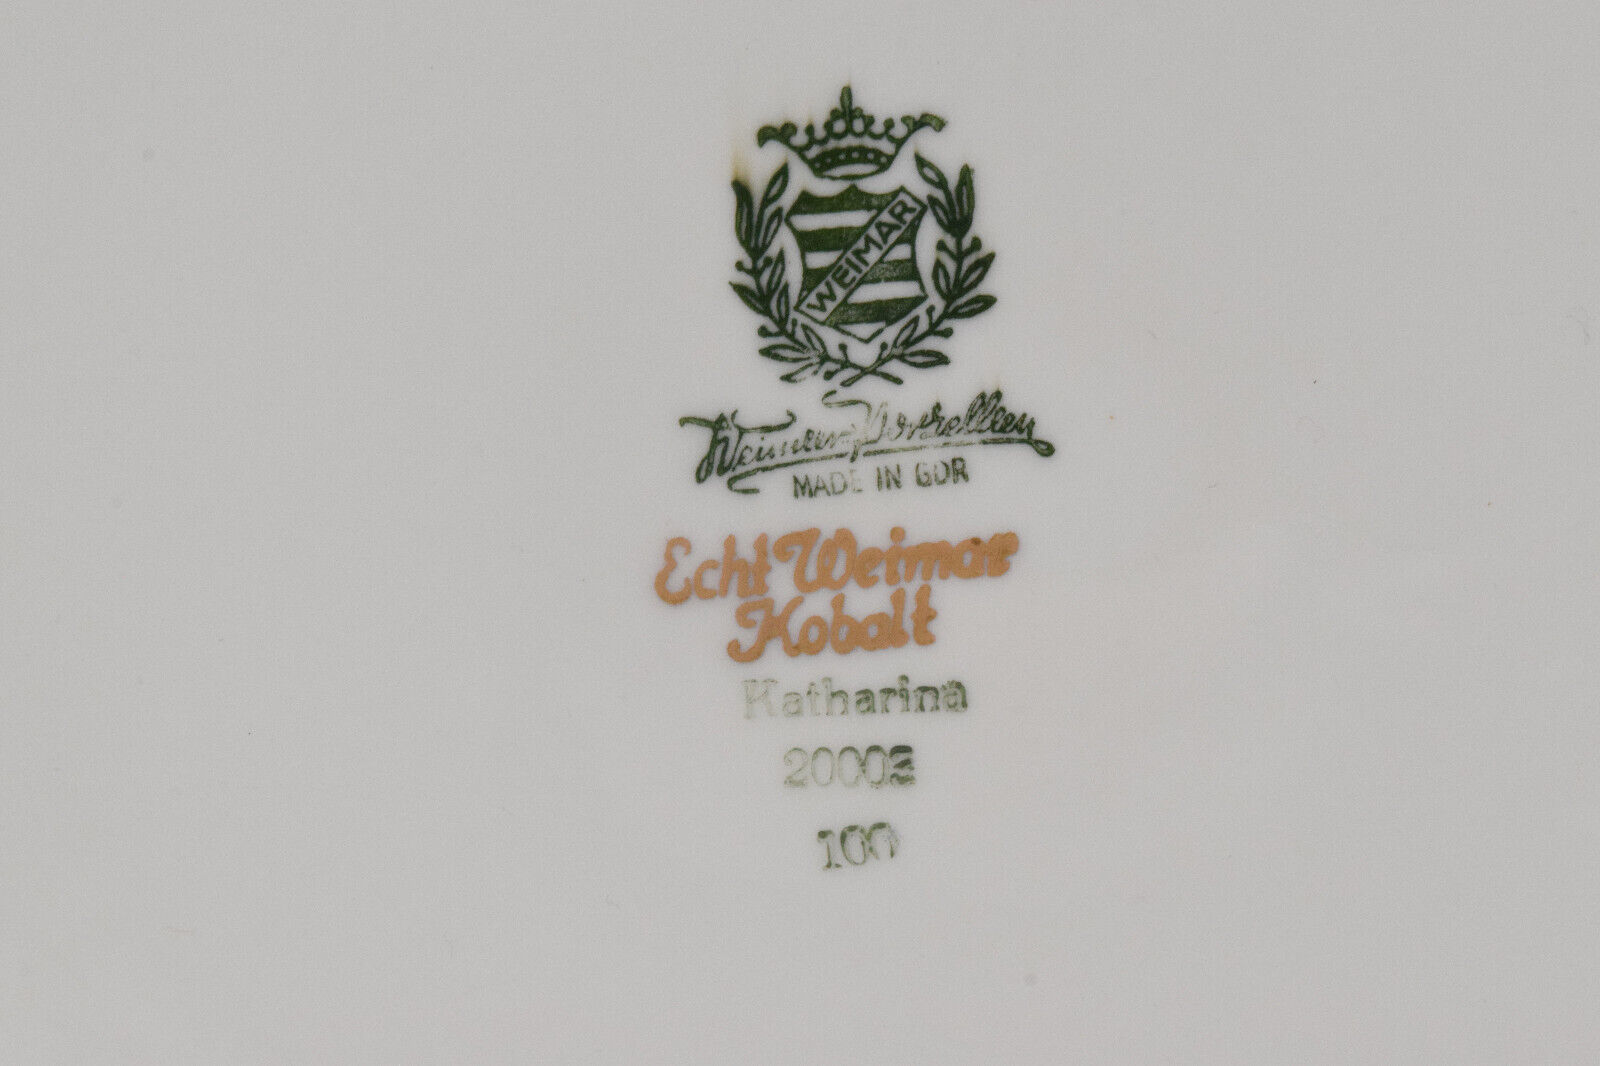 WEIMAR
Weimar Porzellan
MADE IN GDR
Echt Weimar
Kobalt
Katharina
100